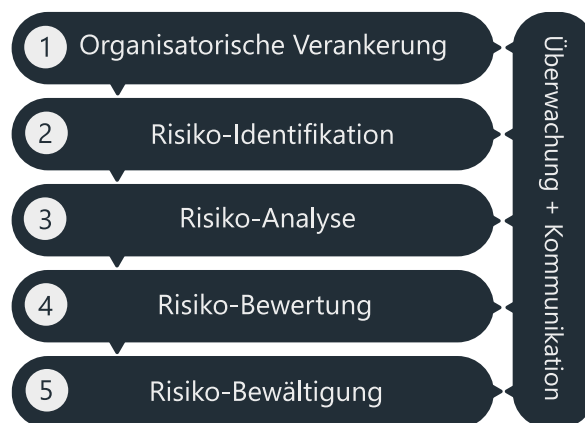 1 Organisatorische Verankerung
2 Risiko-Identifikation
3 Risiko-Analyse
4 Risiko-Bewertung
5 Risiko-Bewältigung
Überwachung + Kommunikation